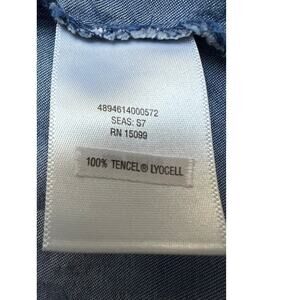 4894614000572
SEAS: S7
RN 15099
100% TENCEL® LYOCELL